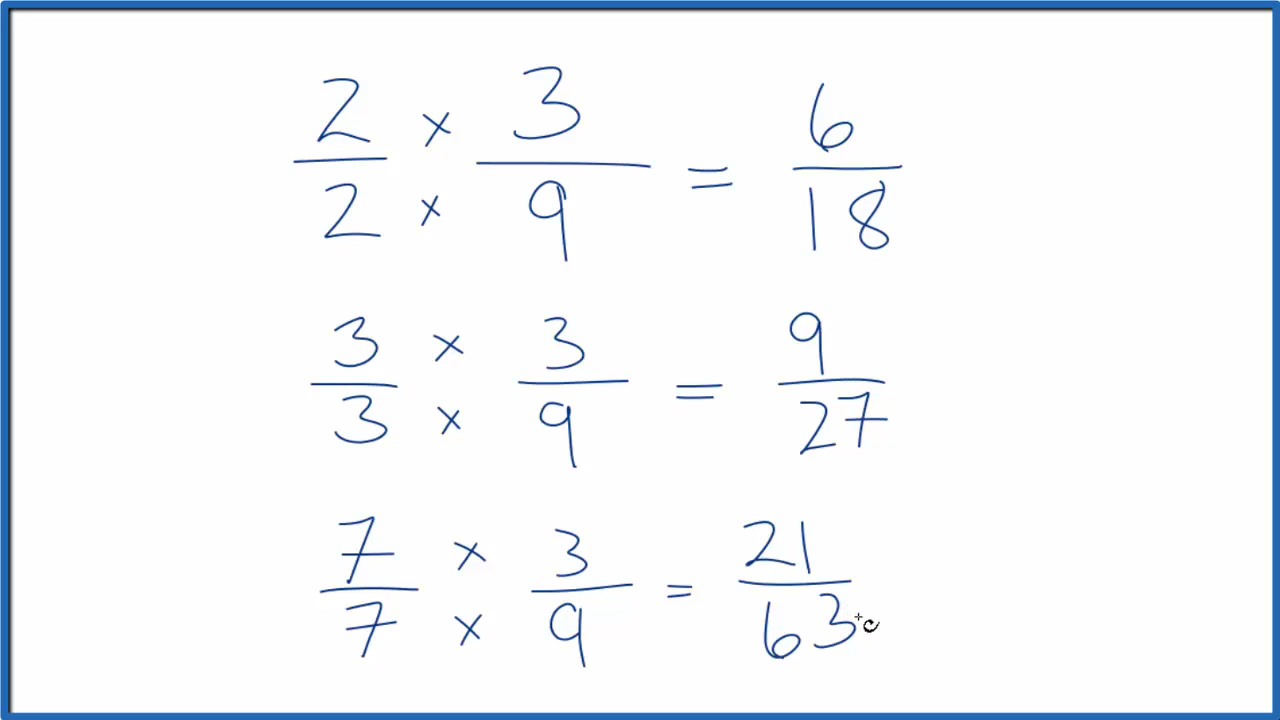 2/2 × 3/9 = 6/18
3/3 × 3/9 = 9/27
7/7 × 3/9 = 21/63